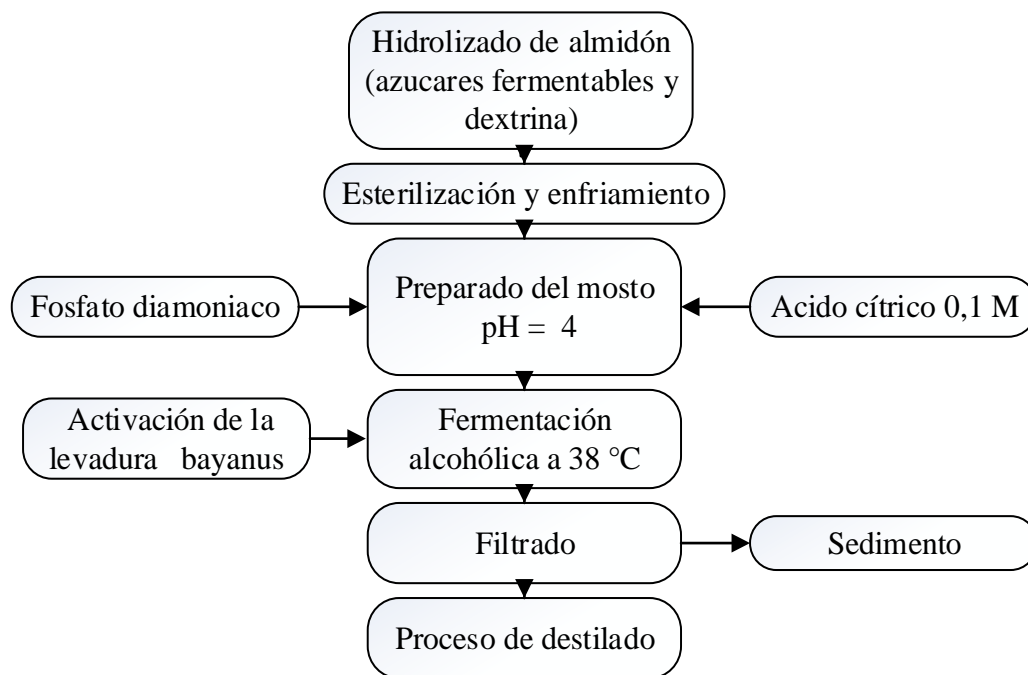 Hidrolizado de almidón
(azucares fermentables y
dextrina)
Esterilización y enfriamiento
Fosfato diamoniaco
Preparado del mosto
pH = 4
Acido cítrico 0,1 M
Activación de la
levadura bayanus
Fermentación
alcohólica a 38 °C
Filtrado
Sedimento
Proceso de destilado